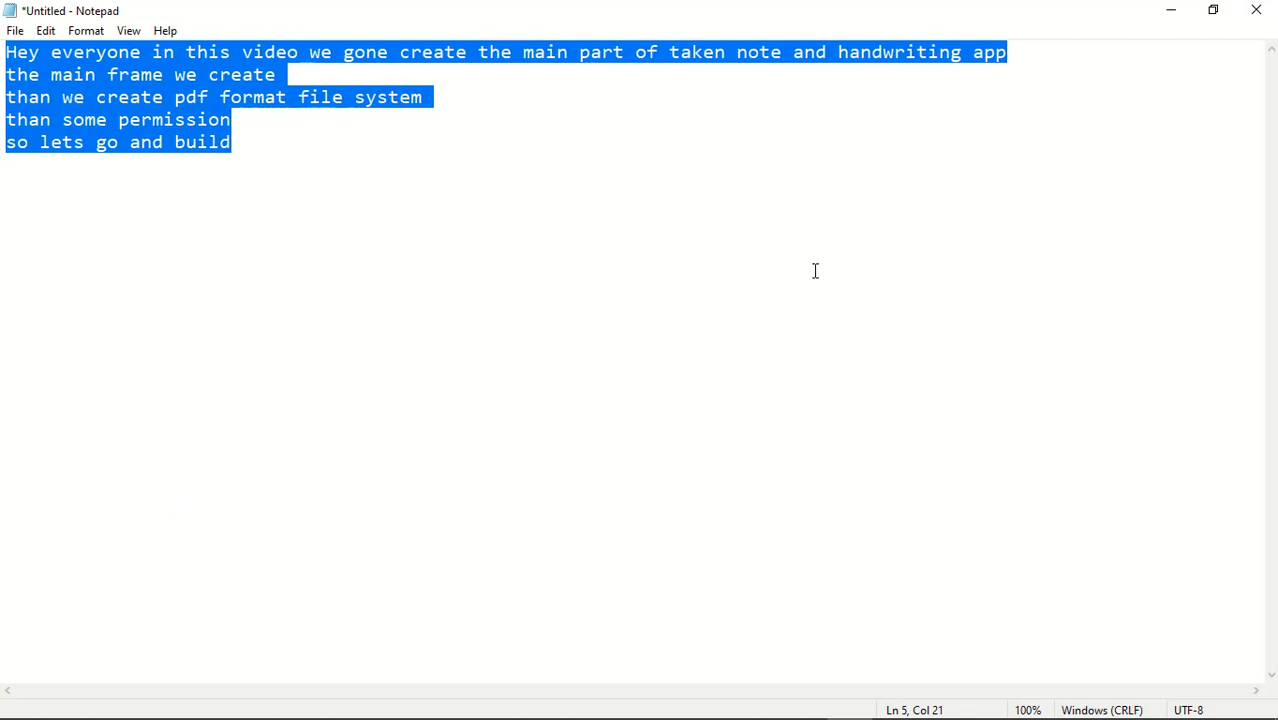 *Untitled - Notepad
File Edit Format View Help
Hey everyone in this video we gone create the main part of taken note and handwriting app
the main frame we create
than we create pdf format file system
than some permission
so lets go and build
Ln 5, Col 21 100% Windows (CRLF) UTF-8